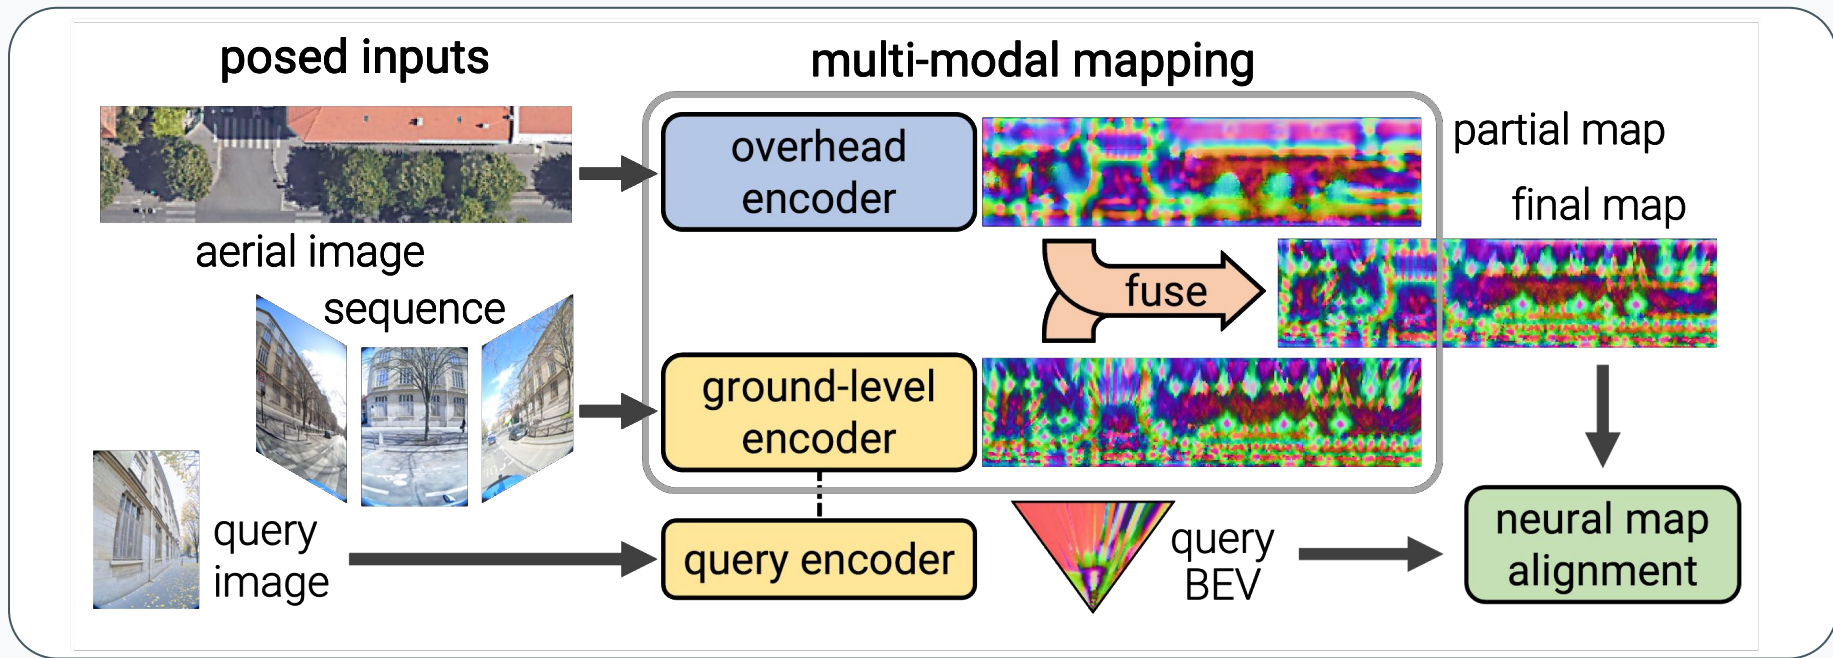 posed inputs
multi-modal mapping
overhead
encoder
partial map
final map
aerial image
sequence
fuse
ground-level
encoder
query
image
query encoder
query
BEV
neural map
alignment